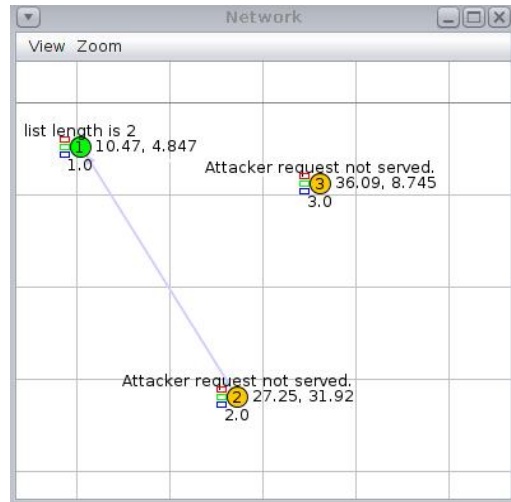 Network
View Zoom
list length is 2
1 10.47, 4.847
1.0
Attacker request not served.
3 36.09, 8.745
3.0
Attacker request not served.
2 27.25, 31.92
2.0